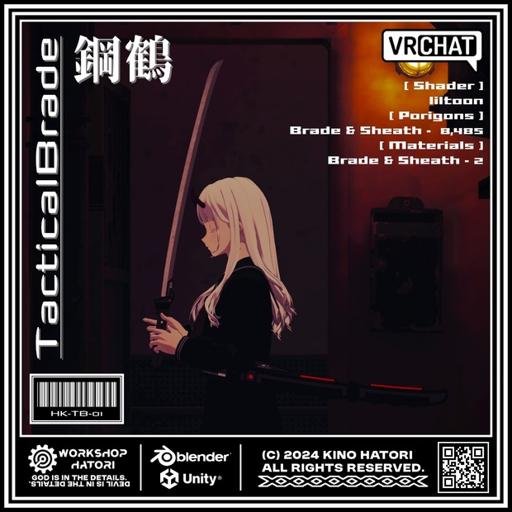 TacticalBrade
鋼鶴
VRCHAT
[ Shader ]
liltoon
[ Porigons ]
Brade & Sheath - 8,485
[ Materials ]
Brade & Sheath - 2
HK-TB-01
WORKSHOP
HATORI
GOD IS IN THE DETAILS.
DEVIL IS IN THE DETAILS.
blender
Unity®
(C) 2024 KINO HATORI
ALL RIGHTS RESERVED.